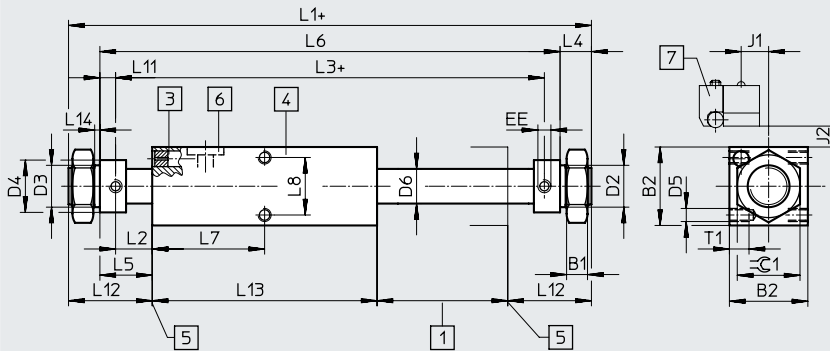 L1+
L6
L4
J1
L11
L3+
7
L14
3
6
4
EE
J2
D4
D3
L8
D6
D2
B2
D5
L2
L7
B1
T1
L5
=C1
L12
L13
L12
B2
5
1
5